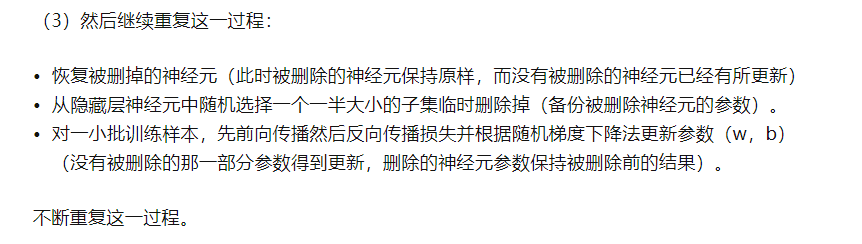 （3）然后继续重复这一过程：
• 恢复被删掉的神经元（此时被删除的神经元保持原样，而没有被删除的神经元已经有所更新）
• 从隐藏层神经元中随机选择一个一半大小的子集临时删除掉（备份被删除神经元的参数）。
• 对一小批训练样本，先前向传播然后反向传播损失并根据随机梯度下降法更新参数（w，b）
（没有被删除的那一部分参数得到更新，删除的神经元参数保持被删除前的结果）。
不断重复这一过程。